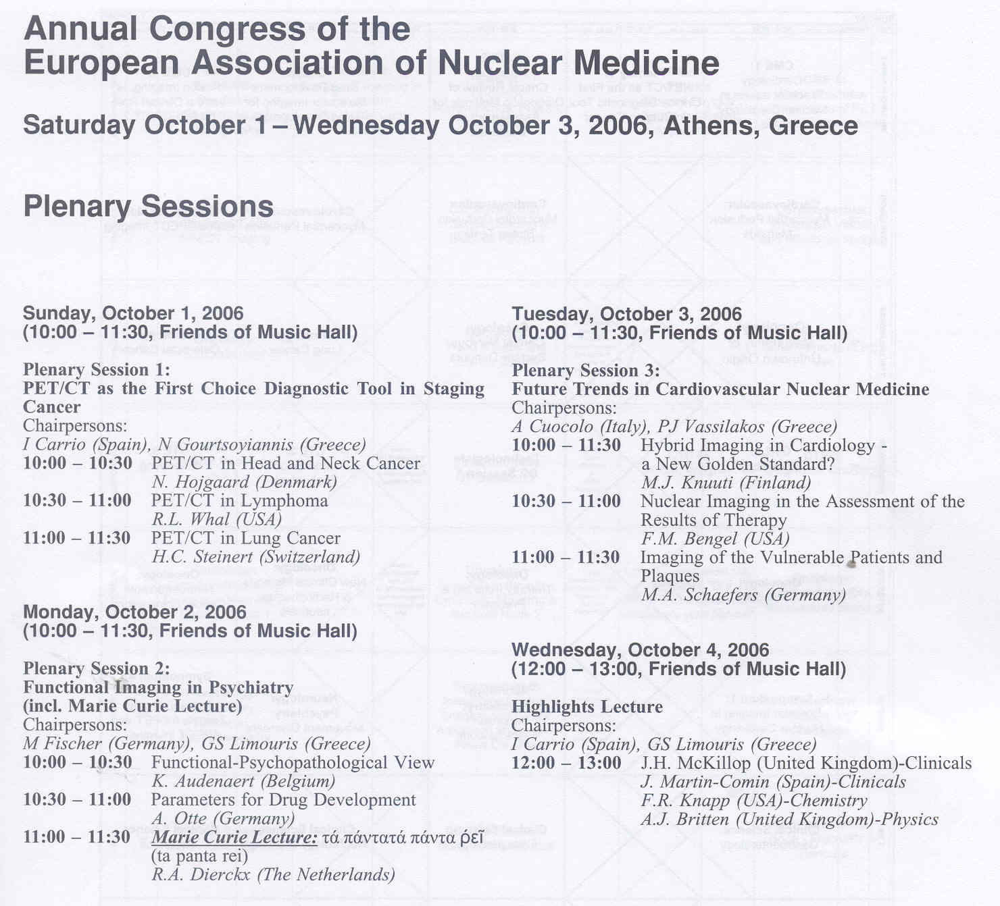 Annual Congress of the
European Association of Nuclear Medicine
Saturday October 1 – Wednesday October 3, 2006, Athens, Greece
Plenary Sessions
Sunday, October 1, 2006
(10:00 – 11:30, Friends of Music Hall)
Plenary Session 1:
PET/CT as the First Choice Diagnostic Tool in Staging
Cancer
Chairpersons:
I Carrio (Spain), N Gourtsoyiannis (Greece)
10:00 – 10:30 PET/CT in Head and Neck Cancer
N. Hojgaard (Denmark)
10:30 – 11:00 PET/CT in Lymphoma
R.L. Whal (USA)
11:00 – 11:30 PET/CT in Lung Cancer
H.C. Steinert (Switzerland)
Monday, October 2, 2006
(10:00 – 11:30, Friends of Music Hall)
Plenary Session 2:
Functional Imaging in Psychiatry
(incl. Marie Curie Lecture)
Chairpersons:
M Fischer (Germany), GS Limouris (Greece)
10:00 – 10:30 Functional-Psychopathological View
K. Audenaert (Belgium)
10:30 – 11:00 Parameters for Drug Development
A. Otte (Germany)
11:00 – 11:30 Marie Curie Lecture: τά πάντατά πάντα ῥεῖ
(ta panta rei)
R.A. Dierckx (The Netherlands)
Tuesday, October 3, 2006
(10:00 – 11:30, Friends of Music Hall)
Plenary Session 3:
Future Trends in Cardiovascular Nuclear Medicine
Chairpersons:
A Cuocolo (Italy), PJ Vassilakos (Greece)
10:00 – 11:30 Hybrid Imaging in Cardiology -
a New Golden Standard?
M.J. Knuuti (Finland)
10:30 – 11:00 Nuclear Imaging in the Assessment of the
Results of Therapy
F.M. Bengel (USA)
11:00 – 11:30 Imaging of the Vulnerable Patients and
Plaques
M.A. Schaefers (Germany)
Wednesday, October 4, 2006
(12:00 – 13:00, Friends of Music Hall)
Highlights Lecture
Chairpersons:
I Carrio (Spain), GS Limouris (Greece)
12:00 – 13:00 J.H. McKillop (United Kingdom)-Clinicals
J. Martin-Comin (Spain)-Clinicals
F.R. Knapp (USA)-Chemistry
A.J. Britten (United Kingdom)-Physics